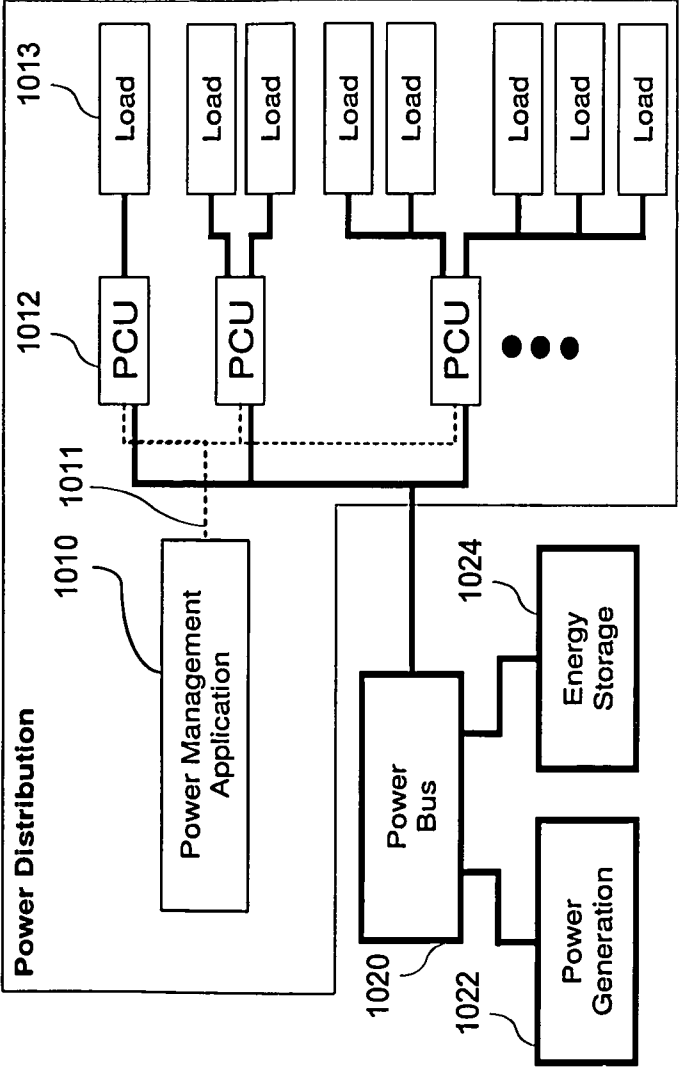 Power Distribution
1010
Power Management
Application
1011
1012
1013
PCU
Load
PCU
Load
Load
PCU
Load
Load
Load
Load
Load
1020
Power
Bus
1022
Power
Generation
1024
Energy
Storage